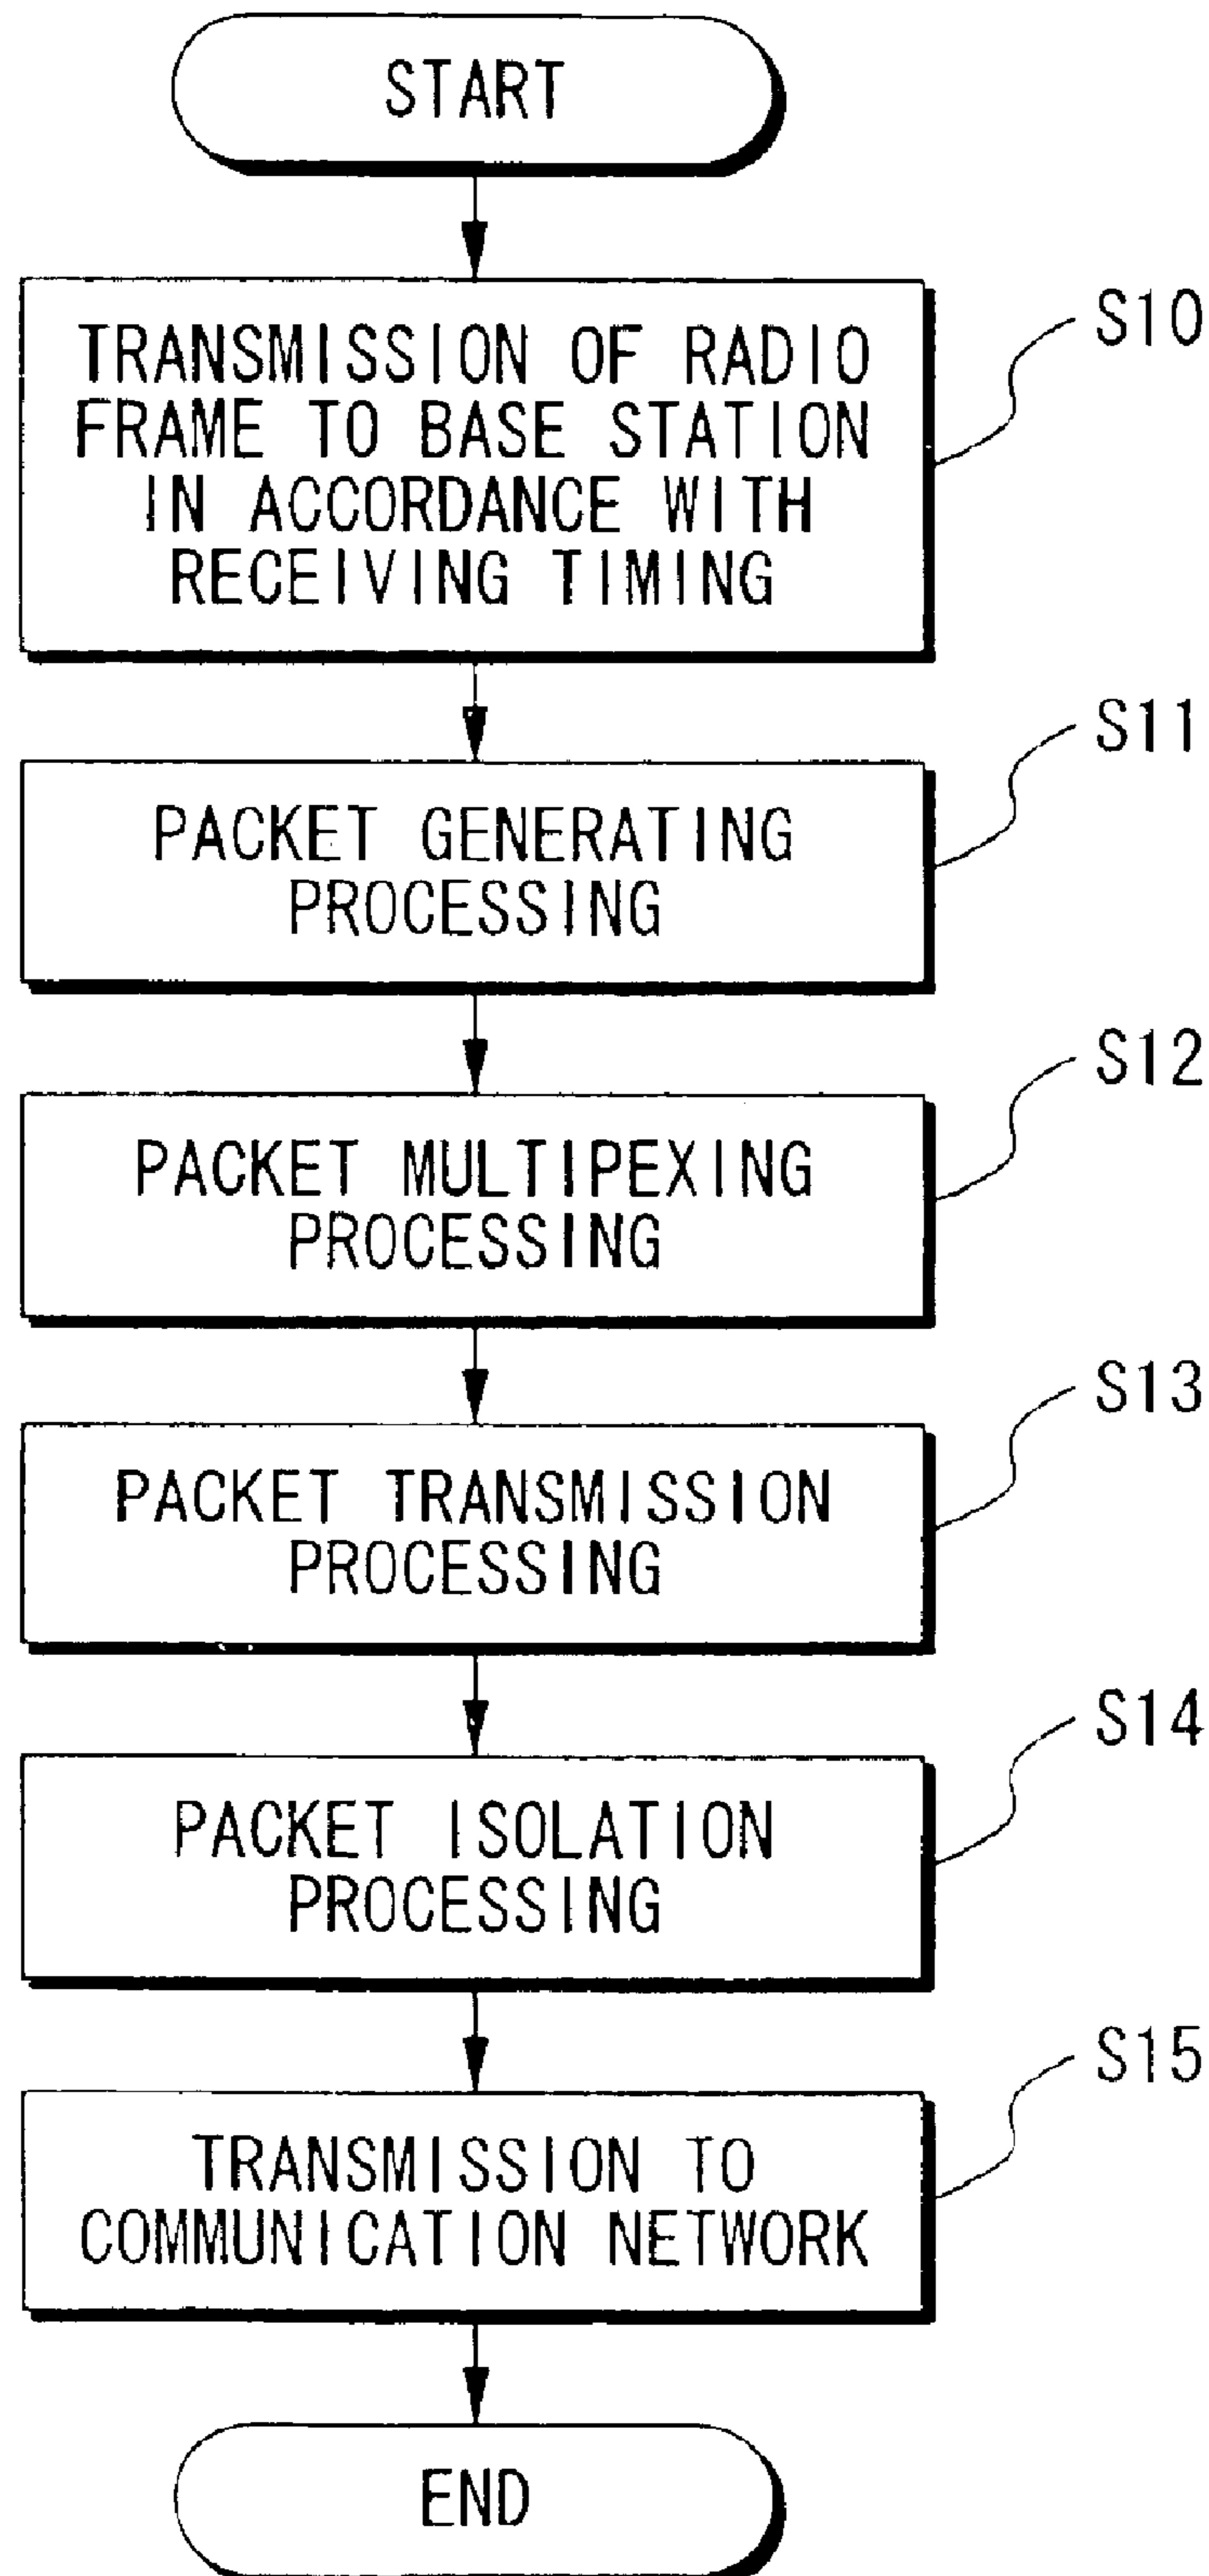 START
TRANSMISSION OF RADIO
FRAME TO BASE STATION
IN ACCORDANCE WITH
RECEIVING TIMING
S10
PACKET GENERATING
PROCESSING
S11
PACKET MULTIPEXING
PROCESSING
S12
PACKET TRANSMISSION
PROCESSING
S13
PACKET ISOLATION
PROCESSING
S14
TRANSMISSION TO
COMMUNICATION NETWORK
S15
END